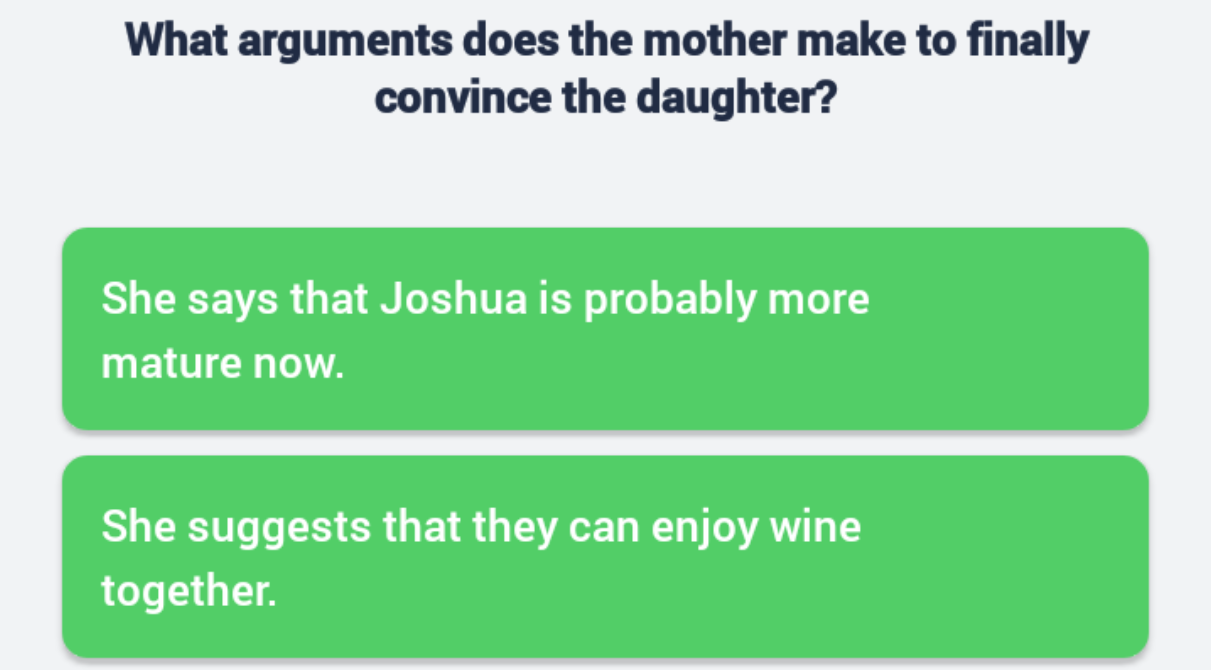 What arguments does the mother make to finally
convince the daughter?
She says that Joshua is probably more
mature now.
She suggests that they can enjoy wine
together.